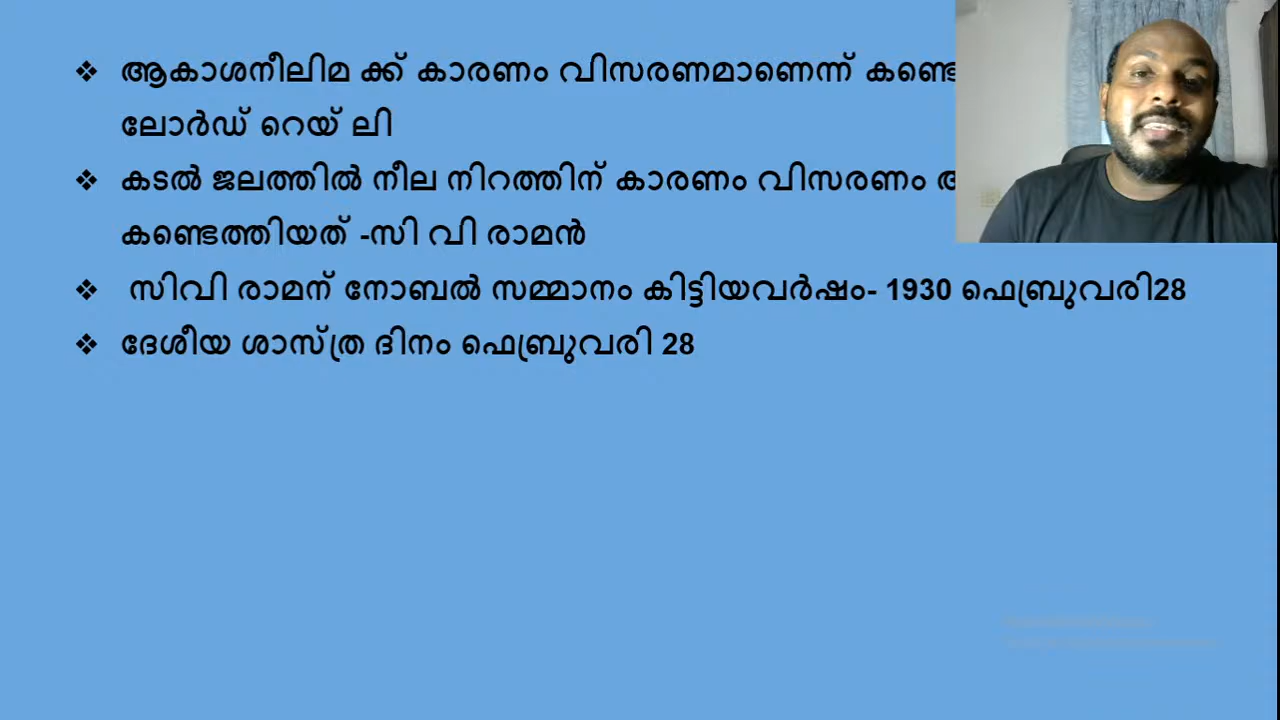 ❖ ആകാശനീലിമ ക്ക് കാരണം വിസരണമാണെന്ന്
ലോർഡ് റെയ് ലി
❖ കടൽ ജലത്തിൽ നീല നിറത്തിന് കാരണം വിസരണം
കണ്ടെത്തിയത് -സി വി രാമൻ
❖ സിവി രാമന് നോബൽ സമ്മാനം കിട്ടിയവർഷം- 1930 ഫെബ്രുവരി28
❖ ദേശീയ ശാസ്ത്ര ദിനം ഫെബ്രുവരി 28